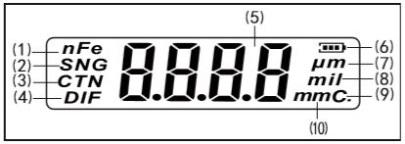 (1) nFe 8.8.8.8 (5) (6)
(2) SNG µm (7)
(3) CTN mil (8)
(4) DIF mmC. (9)
(10)